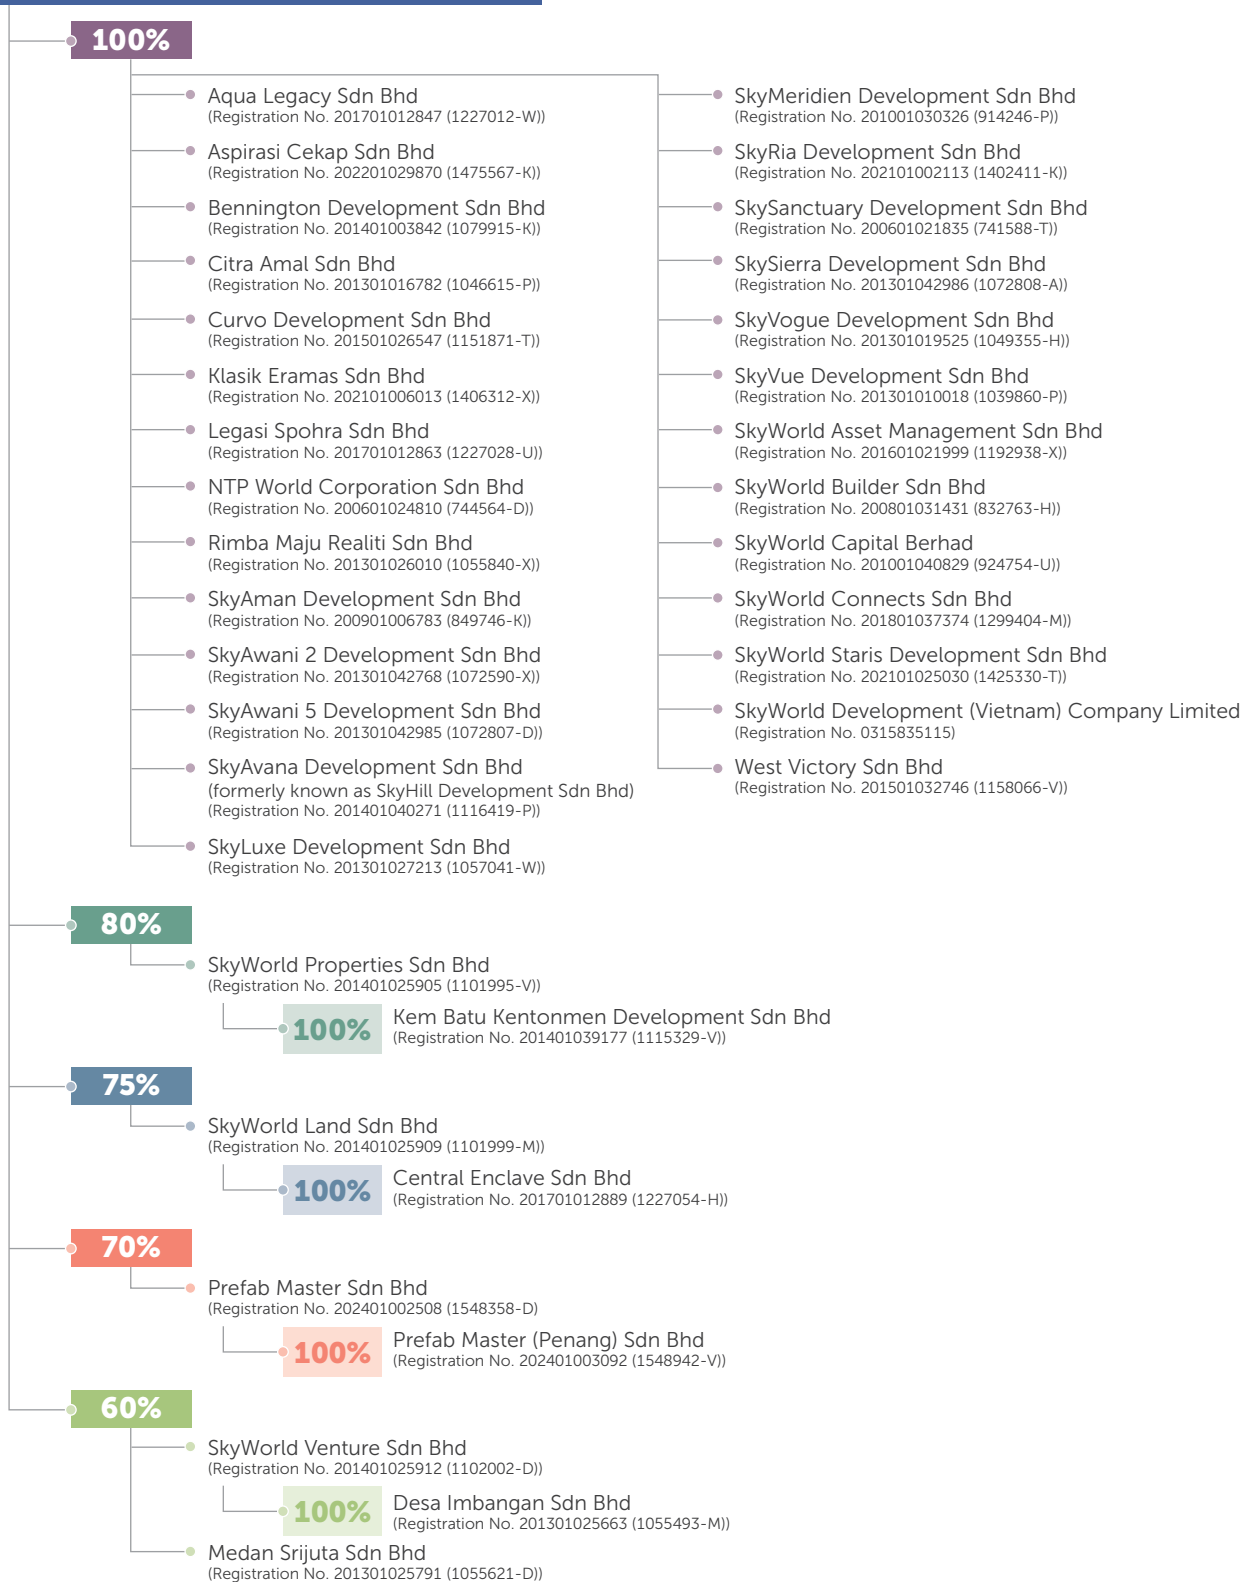 100%
Aqua Legacy Sdn Bhd
(Registration No. 201701012847 (1227012-W))
Aspirasi Cekap Sdn Bhd
(Registration No. 202201029870 (1475567-K))
Bennington Development Sdn Bhd
(Registration No. 201401003842 (1079915-K))
Citra Amal Sdn Bhd
(Registration No. 201301016782 (1046615-P))
Curvo Development Sdn Bhd
(Registration No. 201501026547 (1151871-T))
Klasik Eramas Sdn Bhd
(Registration No. 202101006013 (1406312-X))
Legasi Spohra Sdn Bhd
(Registration No. 201701012863 (1227028-U))
NTP World Corporation Sdn Bhd
(Registration No. 200601024810 (744564-D))
Rimba Maju Realiti Sdn Bhd
(Registration No. 201301026010 (1055840-X))
SkyAman Development Sdn Bhd
(Registration No. 200901006783 (849746-K))
SkyAwani 2 Development Sdn Bhd
(Registration No. 201301042768 (1072590-X))
SkyAwani 5 Development Sdn Bhd
(Registration No. 201301042985 (1072807-D))
SkyAvana Development Sdn Bhd
(formerly known as SkyHill Development Sdn Bhd)
(Registration No. 201401040271 (1116419-P))
SkyLuxe Development Sdn Bhd
(Registration No. 201301027213 (1057041-W))
SkyMeridien Development Sdn Bhd
(Registration No. 201001030326 (914246-P))
SkyRia Development Sdn Bhd
(Registration No. 202101002113 (1402411-K))
SkySanctuary Development Sdn Bhd
(Registration No. 200601021835 (741588-T))
SkySierra Development Sdn Bhd
(Registration No. 201301042986 (1072808-A))
SkyVogue Development Sdn Bhd
(Registration No. 201301019525 (1049355-H))
SkyVue Development Sdn Bhd
(Registration No. 201301010018 (1039860-P))
SkyWorld Asset Management Sdn Bhd
(Registration No. 201601021999 (1192938-X))
SkyWorld Builder Sdn Bhd
(Registration No. 200801031431 (832763-H))
SkyWorld Capital Berhad
(Registration No. 201001040829 (924754-U))
SkyWorld Connects Sdn Bhd
(Registration No. 201801037374 (1299404-M))
SkyWorld Staris Development Sdn Bhd
(Registration No. 202101025030 (1425330-T))
SkyWorld Development (Vietnam) Company Limited
(Registration No. 0315835115)
West Victory Sdn Bhd
(Registration No. 201501032746 (1158066-V))
80%
SkyWorld Properties Sdn Bhd
(Registration No. 201401025905 (1101995-V))
100%
Kem Batu Kentonmen Development Sdn Bhd
(Registration No. 201401039177 (1115329-V))
75%
SkyWorld Land Sdn Bhd
(Registration No. 201401025909 (1101999-M))
100%
Central Enclave Sdn Bhd
(Registration No. 201701012889 (1227054-H))
70%
Prefab Master Sdn Bhd
(Registration No. 202401002508 (1548358-D)
100%
Prefab Master (Penang) Sdn Bhd
(Registration No. 202401003092 (1548942-V))
60%
SkyWorld Venture Sdn Bhd
(Registration No. 201401025912 (1102002-D))
100%
Desa Imbangan Sdn Bhd
(Registration No. 201301025663 (1055493-M))
Medan Srijuta Sdn Bhd
(Registration No. 201301025791 (1055621-D))